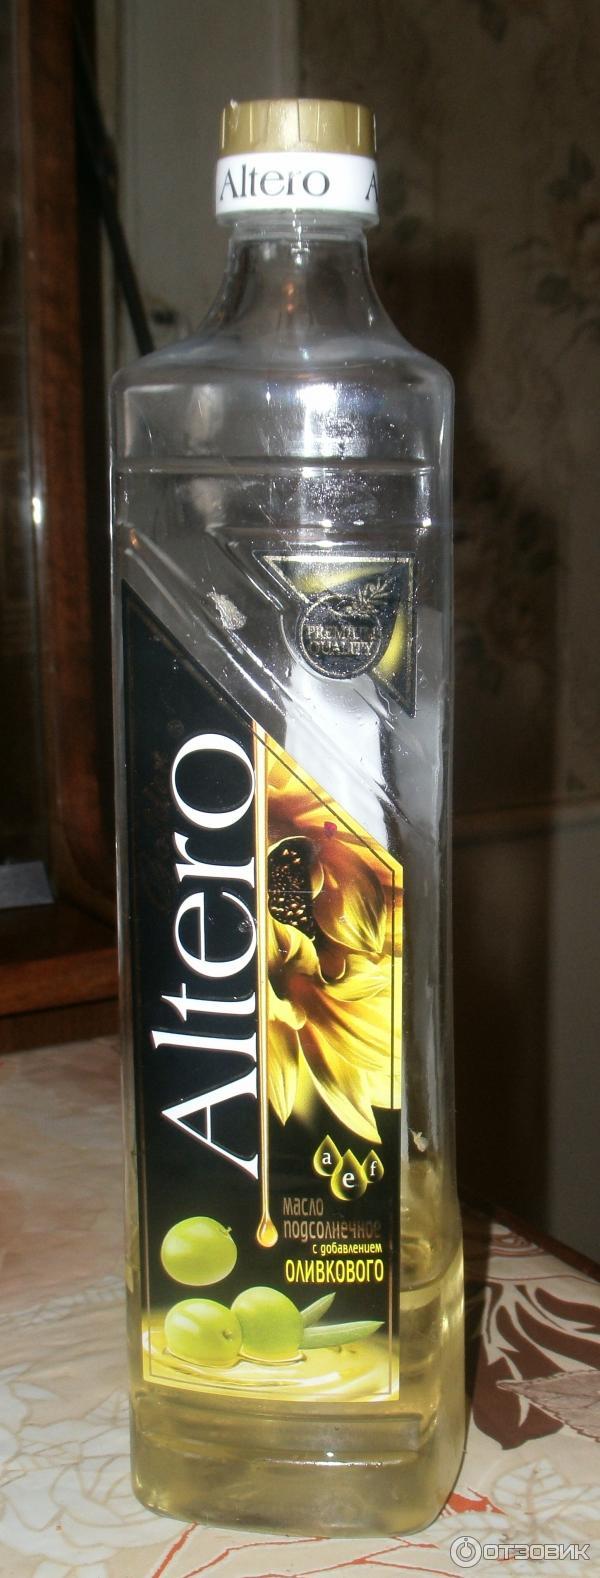 Altero A
PREMIUM
QUALITY
Altero
a e f
масло
подсолнечное
с добавлением
ОЛИВКОВОГО
ОТЗОВИК